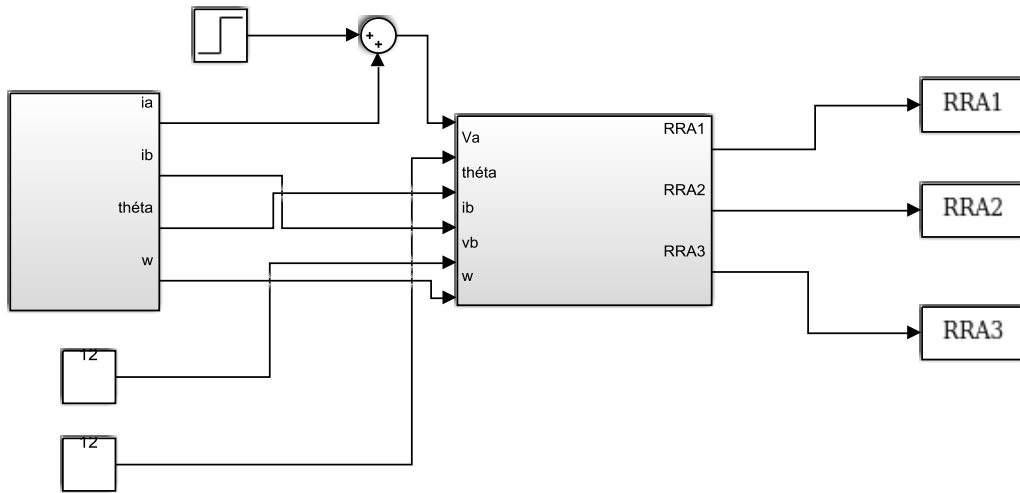 +
+
ia
ib
théta
w
Va
théta
ib
vb
w
RRA1
RRA2
RRA3
RRA1
RRA2
RRA3
12
12